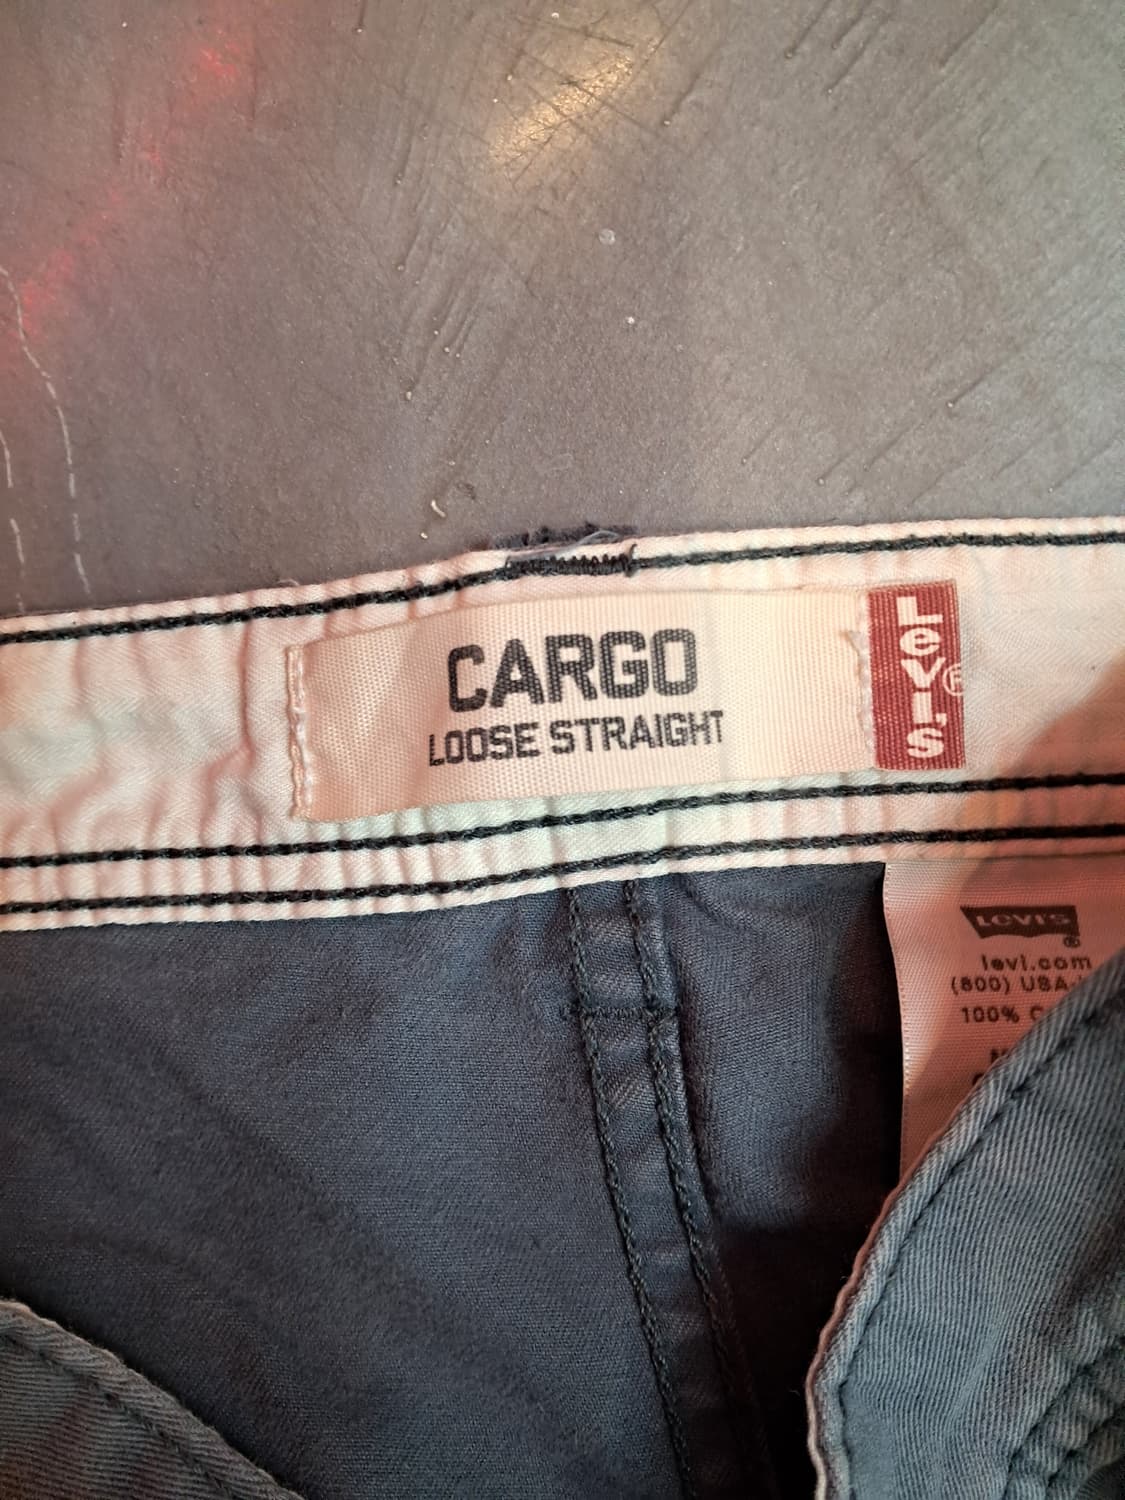 CARGO
LOOSE STRAIGHT
Levi's®
LEVI'S
®
levi.com
(800) USA-
100%